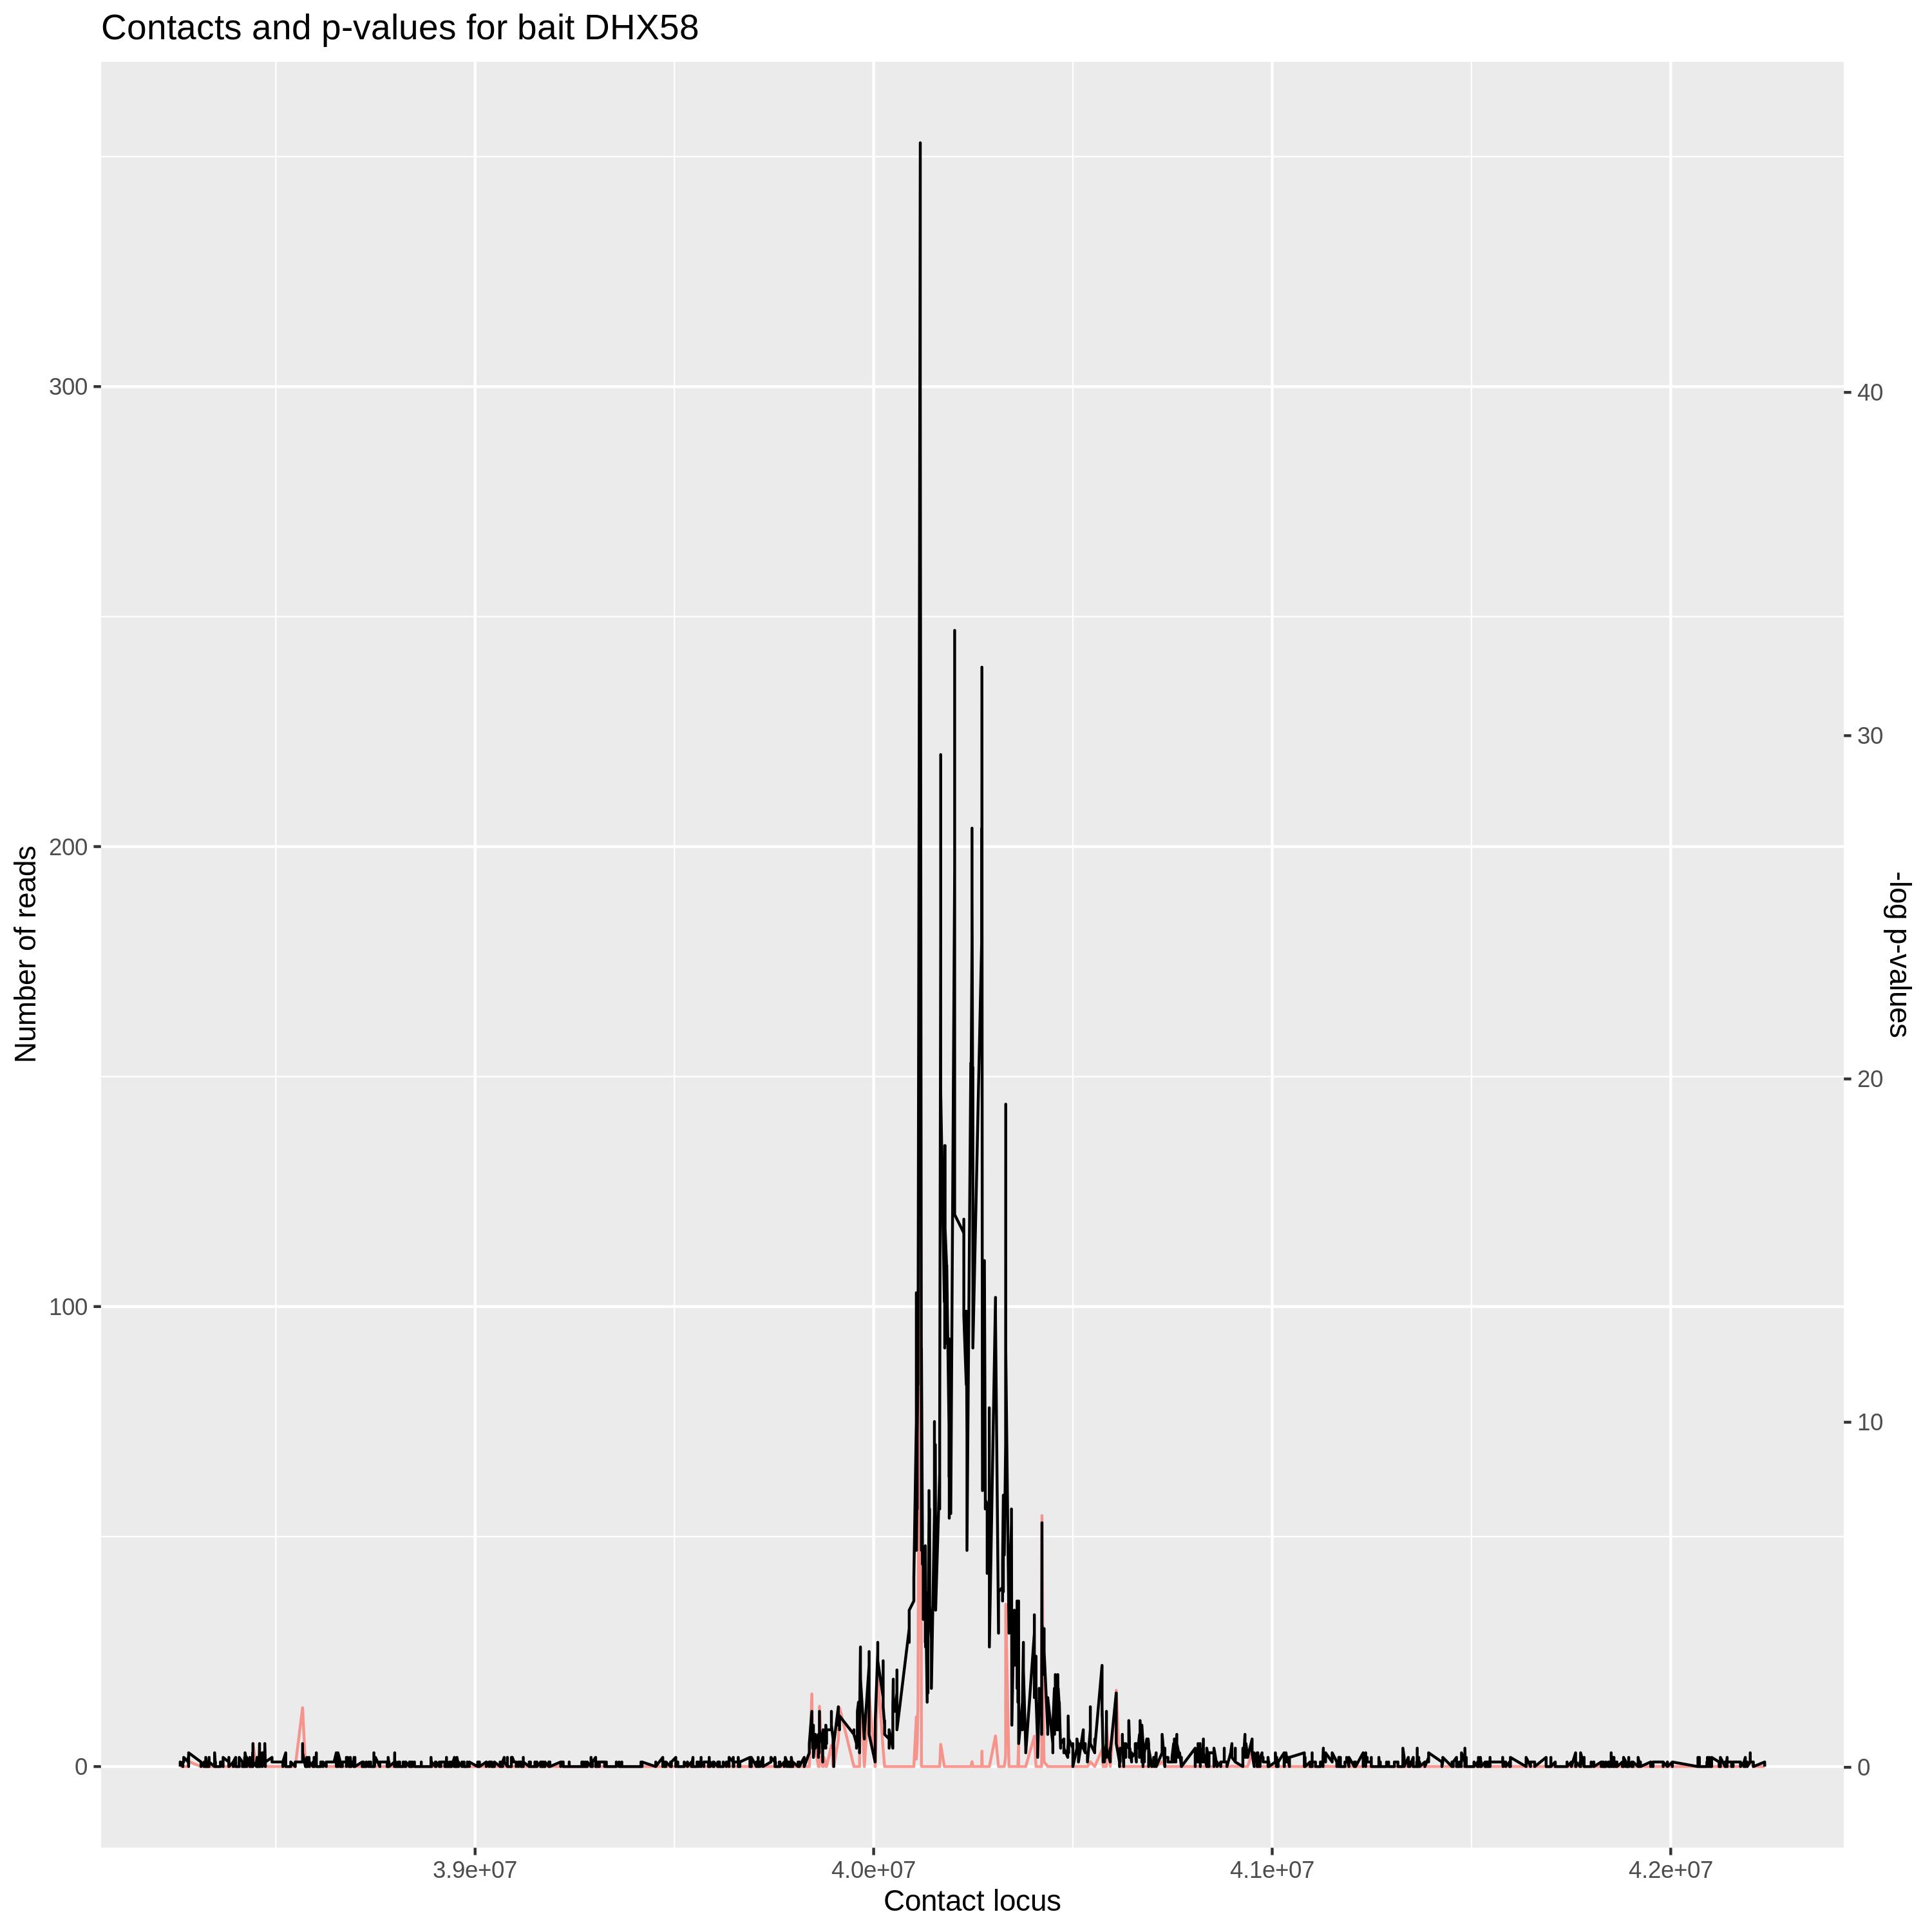 Contacts and p-values for bait DHX58
Number of reads
300
200
100
0
40
30
20
10
0
-log p-values
3.9e+07
4.0e+07
4.1e+07
4.2e+07
Contact locus